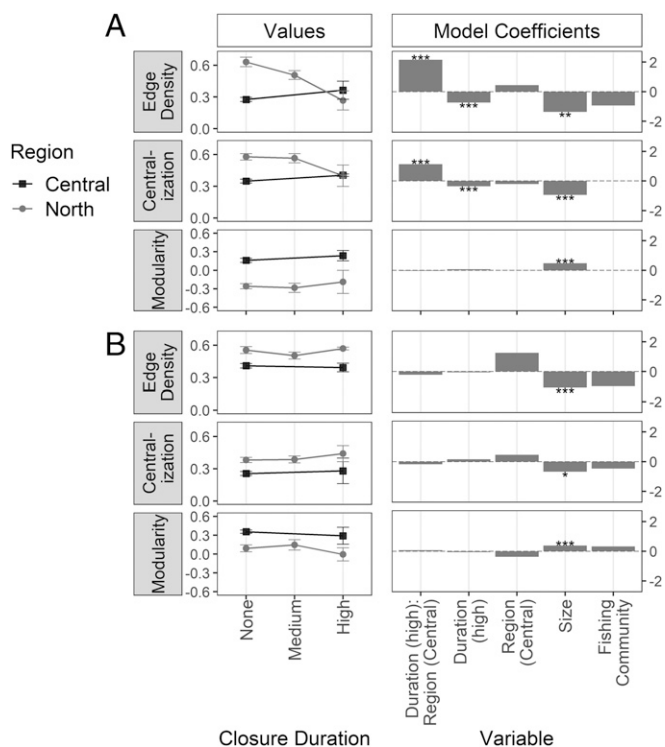 A
Values
Model Coefficients
Edge
Density
0.6
0.3
0.0
***
***
**
2
0
-2
Region
Central
North
Central-
ization
0.6
0.3
0.0
***
***
***
2
0
-2
Modularity
0.6
0.3
0.0
-0.3
-0.6
***
2
0
-2
B
Edge
Density
0.6
0.3
0.0
***
2
0
-2
Central-
ization
0.6
0.3
0.0
*
2
0
-2
Modularity
0.6
0.3
0.0
-0.3
-0.6
***
2
0
-2
None
Medium
High
Duration (high):
Region (Central)
Duration
(high)
Region
(Central)
Size
Fishing
Community
Closure Duration
Variable